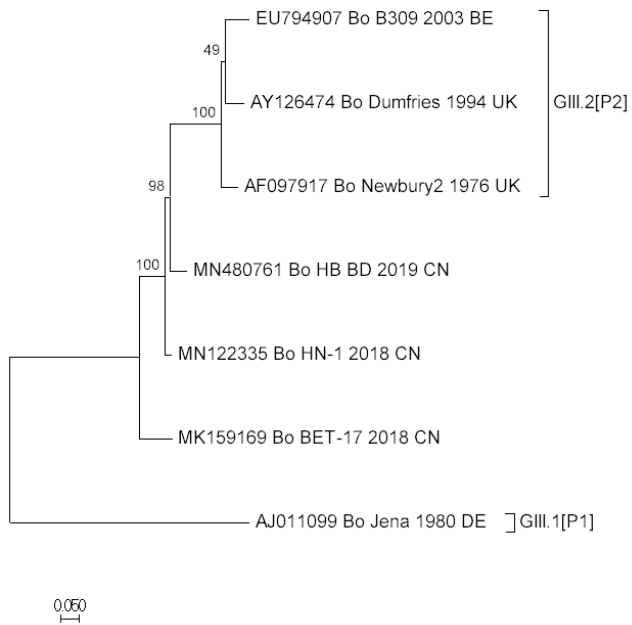 EU794907 Bo B309 2003 BE
49
AY126474 Bo Dumfries 1994 UK
GIII.2[P2]
100
AF097917 Bo Newbury2 1976 UK
98
MN480761 Bo HB BD 2019 CN
100
MN122335 Bo HN-1 2018 CN
MK159169 Bo BET-17 2018 CN
AJ011099 Bo Jena 1980 DE
GIII.1[P1]
0.050